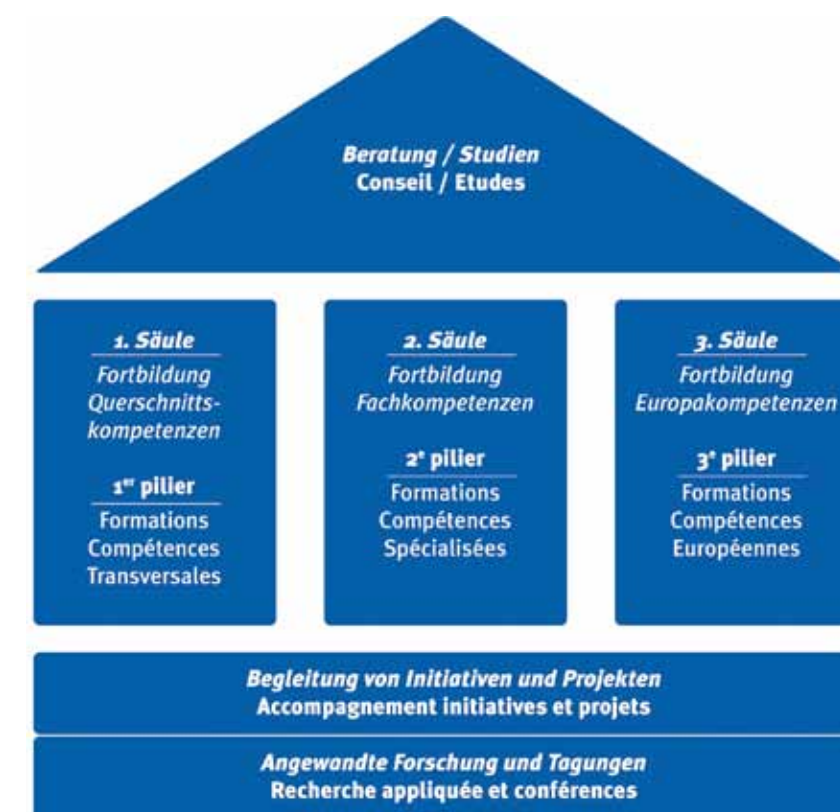 Beratung / Studien
Conseil / Etudes
1. Säule
Fortbildung
Querschnitts-
kompetenzen
1er pilier
Formations
Compétences
Transversales
2. Säule
Fortbildung
Fachkompetenzen
2e pilier
Formations
Compétences
Spécialisées
3. Säule
Fortbildung
Europakompetenzen
3e pilier
Formations
Compétences
Européennes
Begleitung von Initiativen und Projekten
Accompagnement initiatives et projets
Angewandte Forschung und Tagungen
Recherche appliquée et conférences